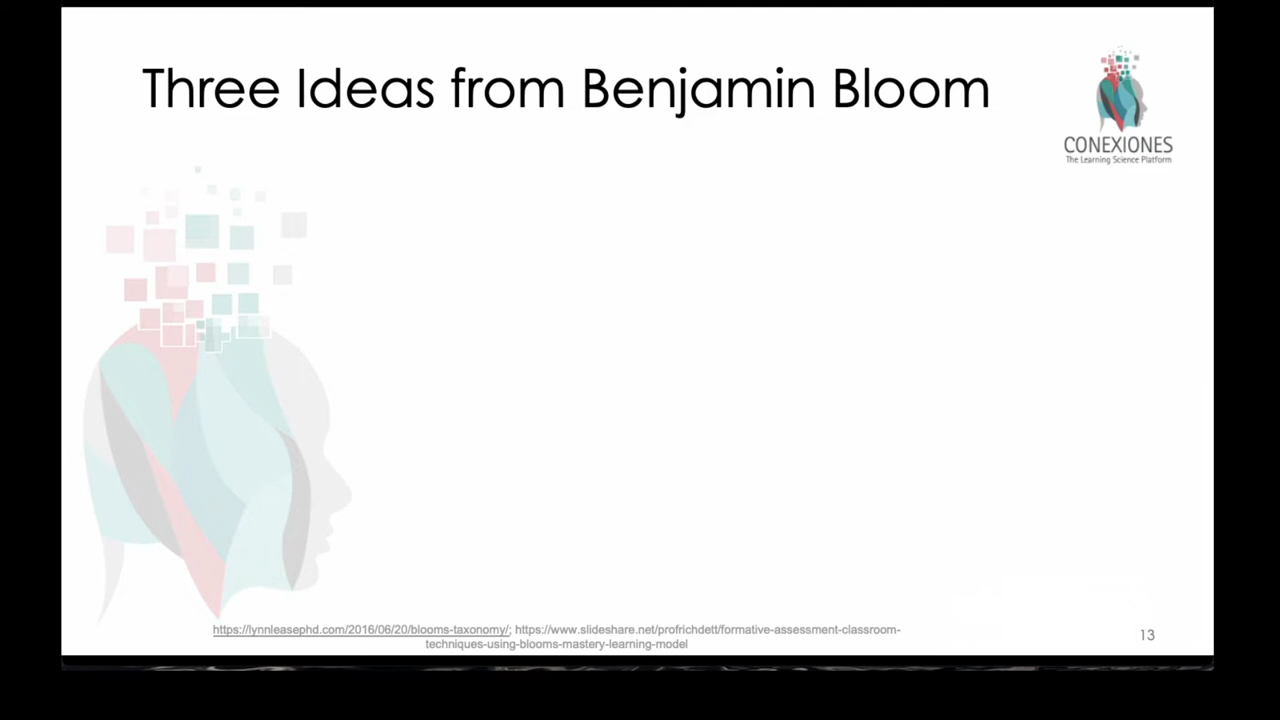 Three Ideas from Benjamin Bloom
CONEXIONES
The Learning Science Platform
https://lynnleasephd.com/2016/06/20/blooms-taxonomy/; https://www.slideshare.net/profrichdett/formative-assessment-classroom-
techniques-using-blooms-mastery-learning-model
13